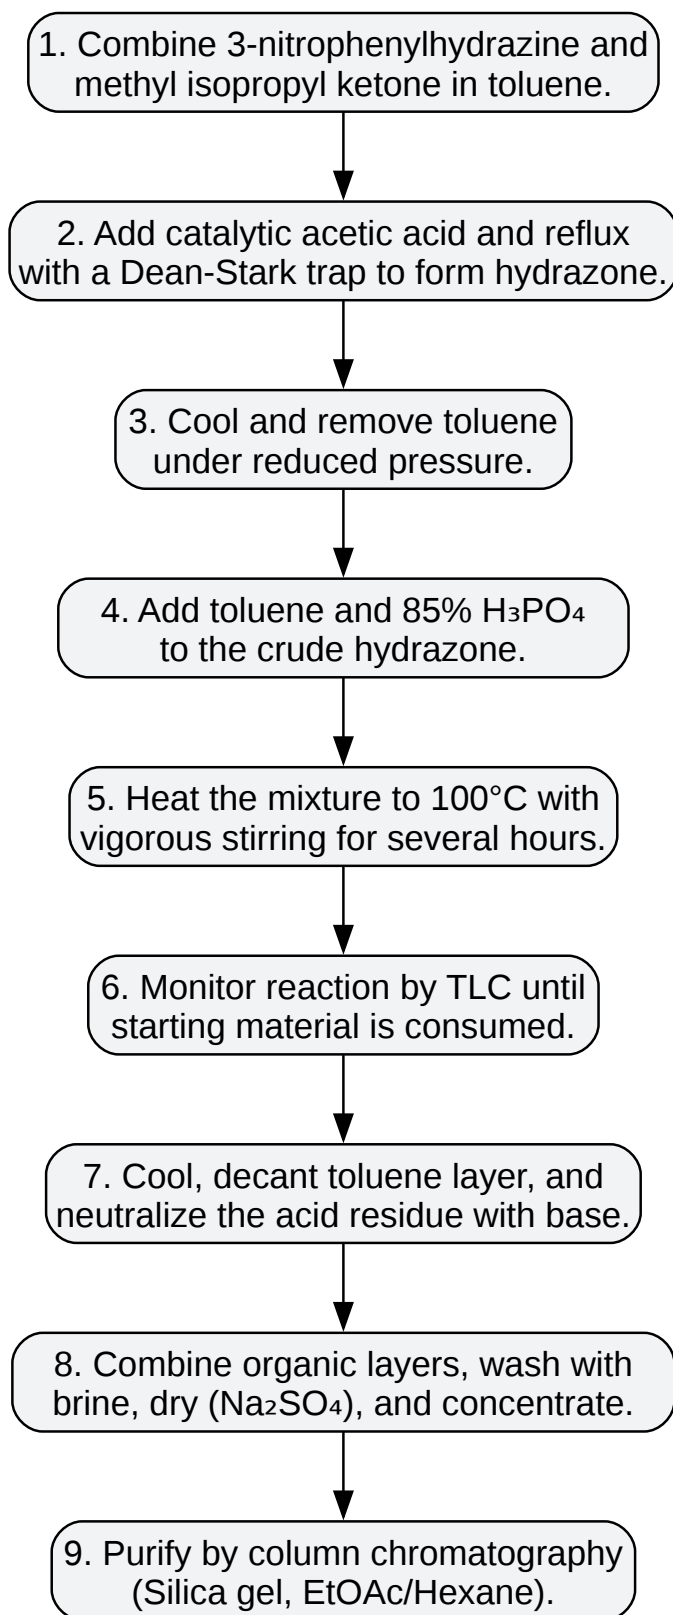 1. Combine 3-nitrophenylhydrazine and
methyl isopropyl ketone in toluene.
2. Add catalytic acetic acid and reflux
with a Dean-Stark trap to form hydrazone.
3. Cool and remove toluene
under reduced pressure.
4. Add toluene and 85% H₃PO₄
to the crude hydrazone.
5. Heat the mixture to 100°C with
vigorous stirring for several hours.
6. Monitor reaction by TLC until
starting material is consumed.
7. Cool, decant toluene layer, and
neutralize the acid residue with base.
8. Combine organic layers, wash with
brine, dry (Na₂SO₄), and concentrate.
9. Purify by column chromatography
(Silica gel, EtOAc/Hexane).